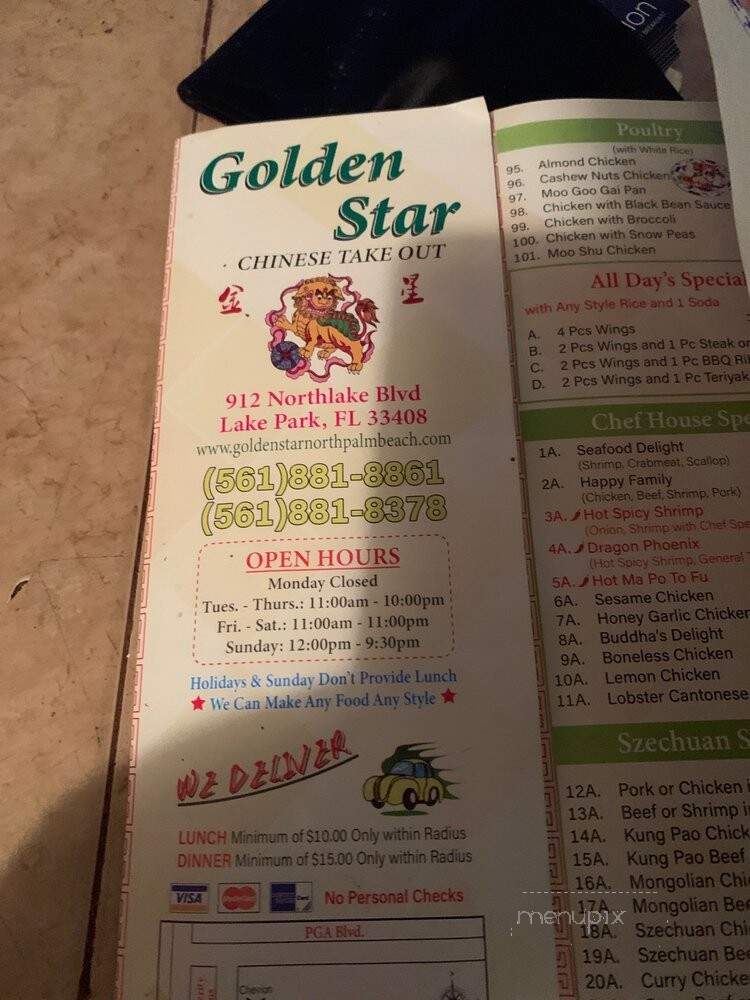 ion
Golden
Star
CHINESE TAKE OUT
金 星
912 Northlake Blvd
Lake Park, FL 33408
www.goldenstarnorthpalmbeach.com
(561)881-8861
(561)881-8378
OPEN HOURS
Monday Closed
Tues. - Thurs.: 11:00am - 10:00pm
Fri. - Sat.: 11:00am - 11:00pm
Sunday: 12:00pm - 9:30pm
Holidays & Sunday Don't Provide Lunch
★ We Can Make Any Food Any Style ★
WE DELIVER
LUNCH Minimum of $10.00 Only within Radius
DINNER Minimum of $15.00 Only within Radius
VISA No Personal Checks
PGA Blvd.
Chevron
Poultry
(with White Rice)
95. Almond Chicken
96. Cashew Nuts Chicken
97. Moo Goo Gai Pan
98. Chicken with Black Bean Sauce
99. Chicken with Broccoli
100. Chicken with Snow Peas
101. Moo Shu Chicken
All Day's Special
with Any Style Rice and 1 Soda
A. 4 Pcs Wings
B. 2 Pcs Wings and 1 Pc Steak or
C. 2 Pcs Wings and 1 Pc BBQ Ri
D. 2 Pcs Wings and 1 Pc Teriyak
Chef House Spe
1A. Seafood Delight
(Shrimp, Crabmeat, Scallop)
2A. Happy Family
(Chicken, Beef, Shrimp, Pork)
3A. Hot Spicy Shrimp
(Onion, Shrimp with Chef Spe
4A. Dragon Phoenix
(Hot Spicy Shrimp, General
5A. Hot Ma Po To Fu
6A. Sesame Chicken
7A. Honey Garlic Chicken
8A. Buddha's Delight
9A. Boneless Chicken
10A. Lemon Chicken
11A. Lobster Cantonese
Szechuan S
12A. Pork or Chicken i
13A. Beef or Shrimp i
14A. Kung Pao Chick
15A. Kung Pao Beef
16A. Mongolian Chi
17A. Mongolian Bee
18A. Szechuan Chi
19A. Szechuan Bee
20A. Curry Chicke
menupix